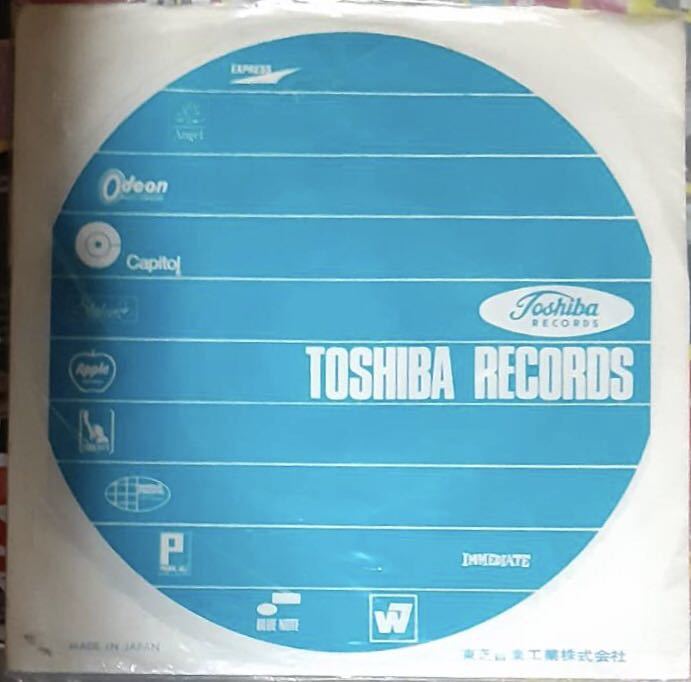 EXPRESS
Angel
Odeon
Capitol
Toshiba
RECORDS
TOSHIBA RECORDS
Apple
IMMEDIATE
P
BLUE NOTE
W7
MADE IN JAPAN
東芝音楽工業株式会社